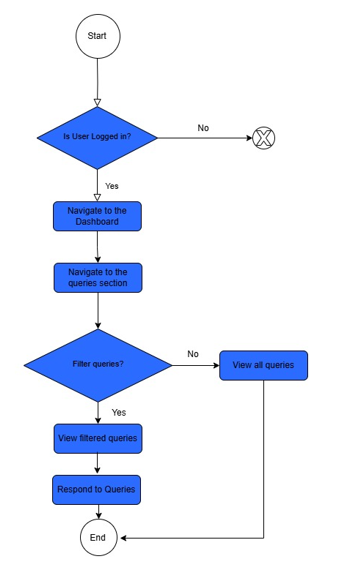 Start
Is User Logged in?
No
Yes
Navigate to the
Dashboard
Navigate to the
queries section
Filter queries?
No
View all queries
Yes
View filtered queries
Respond to Queries
End